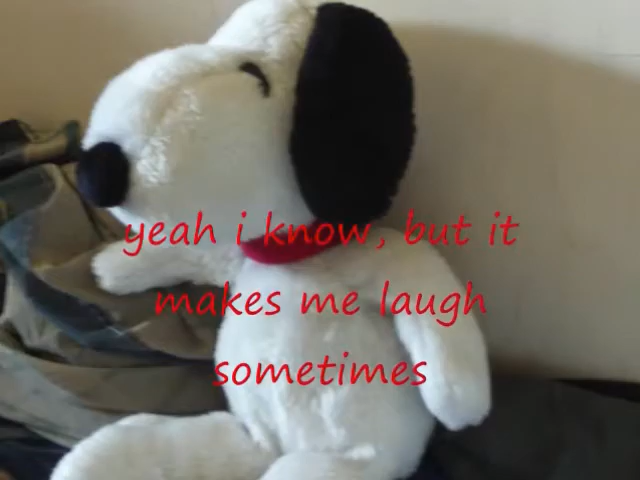 yeah i know, but it
makes me laugh
sometimes